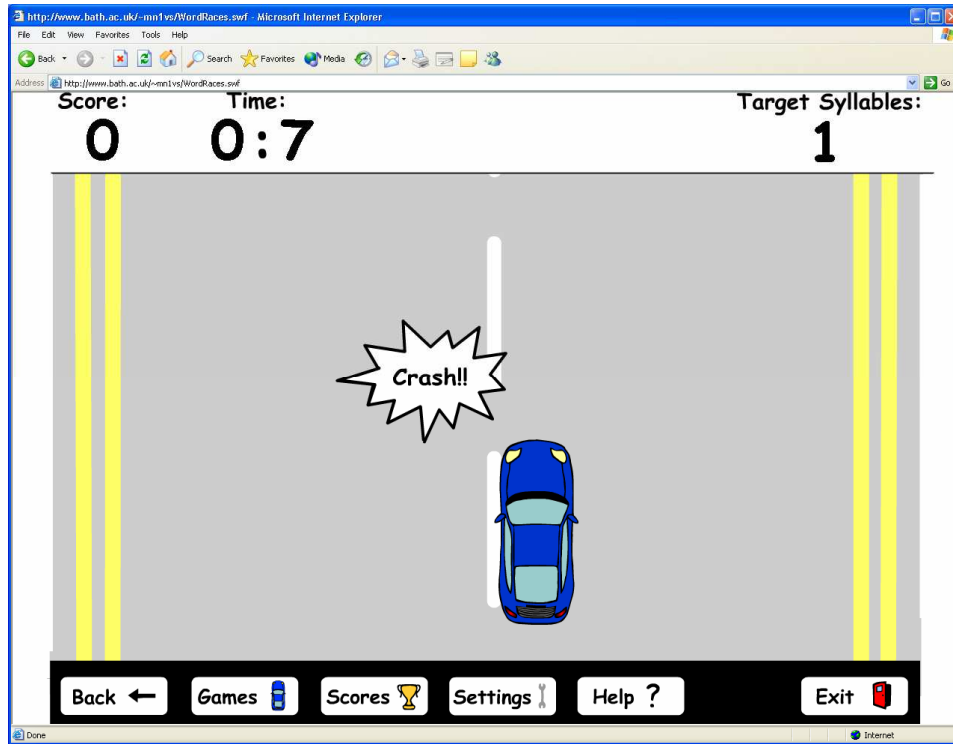 http://www.bath.ac.uk/~mn1vs/WordRaces.swf - Microsoft Internet Explorer
File Edit View Favorites Tools Help
Back Search Favorites Media
Address http://www.bath.ac.uk/~mn1vs/WordRaces.swf Go
Score: Time: Target Syllables:
0 0:7 1
Crash!!
Back Games Scores Settings Help ? Exit
Done Internet